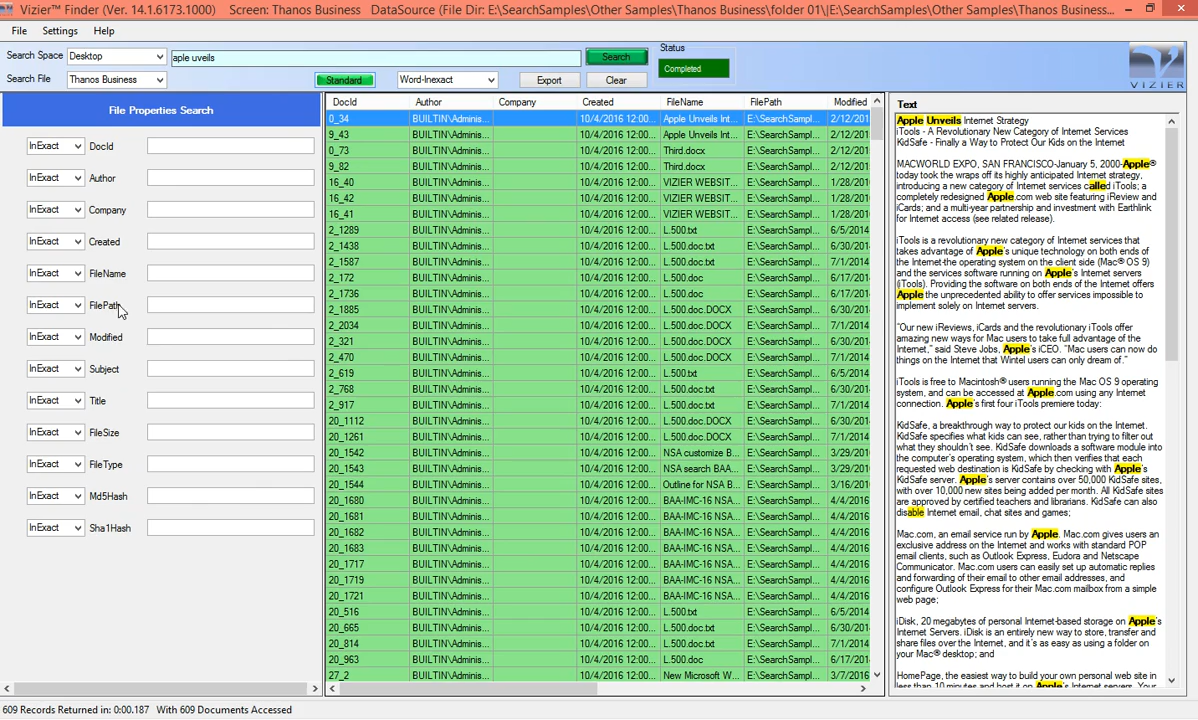 Vizier™ Finder (Ver. 14.1.6173.1000)    Screen: Thanos Business    DataSource (File Dir: E:\SearchSamples\Other Samples\Thanos Business\folder 01\|E:\SearchSamples\Other Samples\Thanos Business...
File Settings Help
Search Space Desktop aple uveils Search Status
Completed
VIZIER
Search File Thanos Business Standard Word-Inexact Export Clear
File Properties Search
InExact DocId
InExact Author
InExact Company
InExact Created
InExact FileName
InExact FilePath
InExact Modified
InExact Subject
InExact Title
InExact FileSize
InExact FileType
InExact Md5Hash
InExact Sha1Hash
DocId Author Company Created FileName FilePath Modified
0_34 BUILTIN\Adminis... 10/4/2016 12:00... Apple Unveils Int... E:\SearchSampl... 2/12/201
9_43 BUILTIN\Adminis... 10/4/2016 12:00... Apple Unveils Int... E:\SearchSampl... 2/12/201
0_73 BUILTIN\Adminis... 10/4/2016 12:00... Third.docx E:\SearchSampl... 2/12/201
9_82 BUILTIN\Adminis... 10/4/2016 12:00... Third.docx E:\SearchSampl... 2/12/201
16_40 BUILTIN\Adminis... 10/4/2016 12:00... VIZIER WEBSIT... E:\SearchSampl... 1/28/201
16_42 BUILTIN\Adminis... 10/4/2016 12:00... VIZIER WEBSIT... E:\SearchSampl... 1/28/201
16_41 BUILTIN\Adminis... 10/4/2016 12:00... VIZIER WEBSIT... E:\SearchSampl... 1/28/201
2_1289 BUILTIN\Adminis... 10/4/2016 12:00... L.500.txt E:\SearchSampl... 6/5/2014
2_1438 BUILTIN\Adminis... 10/4/2016 12:00... L.500.doc.txt E:\SearchSampl... 6/30/201
2_1587 BUILTIN\Adminis... 10/4/2016 12:00... L.500.doc.txt E:\SearchSampl... 7/1/2014
2_172 BUILTIN\Adminis... 10/4/2016 12:00... L.500.doc E:\SearchSampl... 6/17/201
2_1736 BUILTIN\Adminis... 10/4/2016 12:00... L.500.doc E:\SearchSampl... 6/17/201
2_1885 BUILTIN\Adminis... 10/4/2016 12:00... L.500.doc.DOCX E:\SearchSampl... 6/30/201
2_2034 BUILTIN\Adminis... 10/4/2016 12:00... L.500.doc.DOCX E:\SearchSampl... 7/1/2014
2_321 BUILTIN\Adminis... 10/4/2016 12:00... L.500.doc.DOCX E:\SearchSampl... 6/30/201
2_470 BUILTIN\Adminis... 10/4/2016 12:00... L.500.doc.DOCX E:\SearchSampl... 7/1/2014
2_619 BUILTIN\Adminis... 10/4/2016 12:00... L.500.txt E:\SearchSampl... 6/5/2014
2_768 BUILTIN\Adminis... 10/4/2016 12:00... L.500.doc.txt E:\SearchSampl... 6/30/201
2_917 BUILTIN\Adminis... 10/4/2016 12:00... L.500.doc.txt E:\SearchSampl... 7/1/2014
20_1112 BUILTIN\Adminis... 10/4/2016 12:00... L.500.doc.DOCX E:\SearchSampl... 6/30/201
20_1261 BUILTIN\Adminis... 10/4/2016 12:00... L.500.doc.DOCX E:\SearchSampl... 7/1/2014
20_1542 BUILTIN\Adminis... 10/4/2016 12:00... NSA customize B... E:\SearchSampl... 3/29/201
20_1543 BUILTIN\Adminis... 10/4/2016 12:00... NSA search BAA... E:\SearchSampl... 3/29/201
20_1544 BUILTIN\Adminis... 10/4/2016 12:00... Outline for NSA B... E:\SearchSampl... 3/16/201
20_1680 BUILTIN\Adminis... 10/4/2016 12:00... BAA-IMC-16 NSA... E:\SearchSampl... 4/4/2016
20_1681 BUILTIN\Adminis... 10/4/2016 12:00... BAA-IMC-16 NSA... E:\SearchSampl... 4/4/2016
20_1682 BUILTIN\Adminis... 10/4/2016 12:00... BAA-IMC-16 NSA... E:\SearchSampl... 4/4/2016
20_1683 BUILTIN\Adminis... 10/4/2016 12:00... BAA-IMC-16 NSA... E:\SearchSampl... 4/4/2016
20_1717 BUILTIN\Adminis... 10/4/2016 12:00... BAA-IMC-16 NSA... E:\SearchSampl... 4/4/2016
20_1719 BUILTIN\Adminis... 10/4/2016 12:00... BAA-IMC-16 NSA... E:\SearchSampl... 4/4/2016
20_1721 BUILTIN\Adminis... 10/4/2016 12:00... BAA-IMC-16 NSA... E:\SearchSampl... 4/4/2016
20_516 BUILTIN\Adminis... 10/4/2016 12:00... L.500.txt E:\SearchSampl... 6/5/2014
20_665 BUILTIN\Adminis... 10/4/2016 12:00... L.500.doc.txt E:\SearchSampl... 6/30/201
20_814 BUILTIN\Adminis... 10/4/2016 12:00... L.500.doc.txt E:\SearchSampl... 7/1/2014
20_963 BUILTIN\Adminis... 10/4/2016 12:00... L.500.doc E:\SearchSampl... 6/17/201
27_2 BUILTIN\Adminis... 10/4/2016 12:00... New Microsoft W... E:\SearchSampl... 3/7/2016
Text
Apple Unveils Internet Strategy
iTools - A Revolutionary New Category of Internet Services
KidSafe - Finally a Way to Protect Our Kids on the Internet
MACWORLD EXPO, SAN FRANCISCO-January 5, 2000-Apple®
today took the wraps off its highly anticipated Internet strategy,
introducing a new category of Internet services called iTools; a
completely redesigned Apple.com web site featuring iReview and
iCards; and a multi-year partnership and investment with Earthlink
for Internet access (see related release).
iTools is a revolutionary new category of Internet services that
takes advantage of Apple's unique technology on both ends of
the Internet-the operating system on the client side (Mac® OS 9)
and the services software running on Apple's Internet servers
(iTools). Providing the software on both ends of the Internet offers
Apple the unprecedented ability to offer services impossible to
implement solely on Internet servers.
"Our new iReviews, iCards and the revolutionary iTools offer
amazing new ways for Mac users to take full advantage of the
Internet," said Steve Jobs, Apple's iCEO. "Mac users can now do
things on the Internet that Wintel users can only dream of."
iTools is free to Macintosh® users running the Mac OS 9 operating
system, and can be accessed at Apple.com using any Internet
connection. Apple's first four iTools premiere today:
KidSafe, a breakthrough way to protect our kids on the Internet.
KidSafe specifies what kids can see, rather than trying to filter out
what they shouldn't see. KidSafe downloads a software module into
the computer's operating system, which then verifies that each
requested web destination is KidSafe by checking with Apple's
KidSafe server. Apple's server contains over 50,000 KidSafe sites,
with over 10,000 new sites being added per month. All KidSafe sites
are approved by certified teachers and librarians. KidSafe can also
disable Internet email, chat sites and games;
Mac.com, an email service run by Apple. Mac.com gives users an
exclusive address on the Internet and works with standard POP
email clients, such as Outlook Express, Eudora and Netscape
Communicator. Mac.com users can easily set up automatic replies
and forwarding of their email to other email addresses, and
configure Outlook Express for their Mac.com mailbox from a simple
web page;
iDisk, 20 megabytes of personal Internet-based storage on Apple's
Internet Servers. iDisk is an entirely new way to store, transfer and
share files over the Internet, and it's as easy as using a folder on
your Mac® desktop; and
HomePage, the easiest way to build your own personal web site in
less than 10 minutes and host it on Apple's Internet servers. Your
609 Records Returned in: 0:00.187   With 609 Documents Accessed